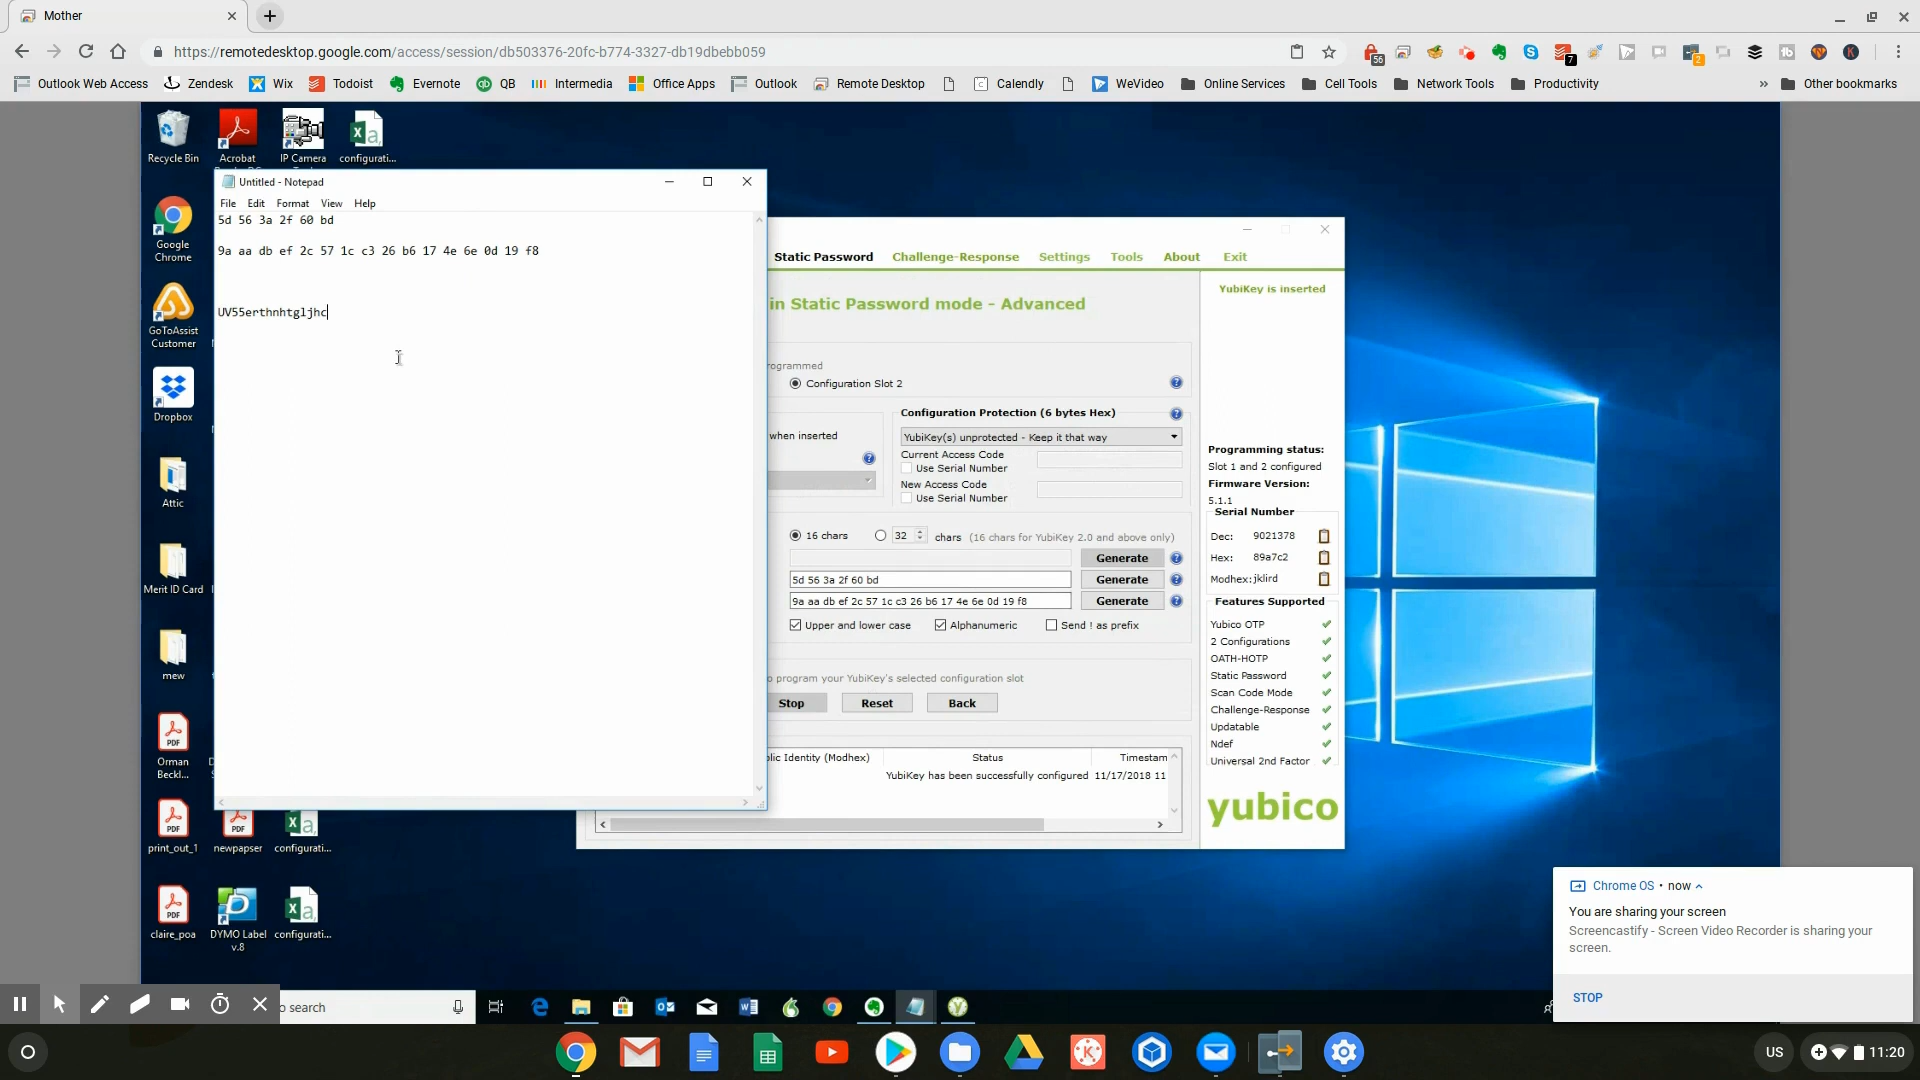 Mother
https://remotedesktop.google.com/access/session/db503376-20fc-b774-3327-db19dbebb059
56
7
2
Outlook Web Access
Zendesk
Wix
Todoist
Evernote
QB
Intermedia
Office Apps
Outlook
Remote Desktop
Calendly
WeVideo
Online Services
Cell Tools
Network Tools
Productivity
» Other bookmarks
Recycle Bin
Acrobat
IP Camera
configurati...
Google Chrome
GoToAssist Customer
Dropbox
Attic
Merit ID Card
mew
Orman Beckl...
print_out_1
newpapser
configurati...
claire_poa
DYMO Label v.8
configurati...
Untitled - Notepad
File Edit Format View Help
5d 56 3a 2f 60 bd
9a aa db ef 2c 57 1c c3 26 b6 17 4e 6e 0d 19 f8
UV55erthnhtgljhc
Static Password Challenge-Response Settings Tools About Exit
in Static Password mode - Advanced
YubiKey is inserted
rogrammed
Configuration Slot 2
when inserted
Configuration Protection (6 bytes Hex)
YubiKey(s) unprotected - Keep it that way
Current Access Code
Use Serial Number
New Access Code
Use Serial Number
16 chars 32 chars (16 chars for YubiKey 2.0 and above only)
Generate
5d 56 3a 2f 60 bd Generate
9a aa db ef 2c 57 1c c3 26 b6 17 4e 6e 0d 19 f8 Generate
Upper and lower case Alphanumeric Send ! as prefix
o program your YubiKey's selected configuration slot
Stop Reset Back
blic Identity (Modhex) Status Timestam
YubiKey has been successfully configured 11/17/2018 11
Programming status:
Slot 1 and 2 configured
Firmware Version:
5.1.1
Serial Number
Dec: 9021378
Hex: 89a7c2
Modhex: jklird
Features Supported
Yubico OTP
2 Configurations
OATH-HOTP
Static Password
Scan Code Mode
Challenge-Response
Updatable
Ndef
Universal 2nd Factor
yubico
Chrome OS • now
You are sharing your screen
Screencastify - Screen Video Recorder is sharing your
screen.
STOP
o search
US
11:20